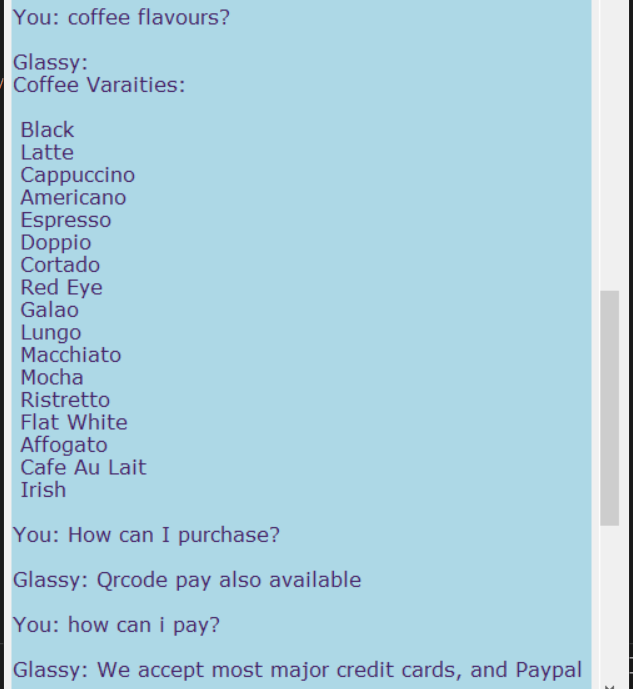 You: coffee flavours?
Glassy:
Coffee Varaities:
Black
Latte
Cappuccino
Americano
Espresso
Doppio
Cortado
Red Eye
Galao
Lungo
Macchiato
Mocha
Ristretto
Flat White
Affogato
Cafe Au Lait
Irish
You: How can I purchase?
Glassy: Qrcode pay also available
You: how can i pay?
Glassy: We accept most major credit cards, and Paypal